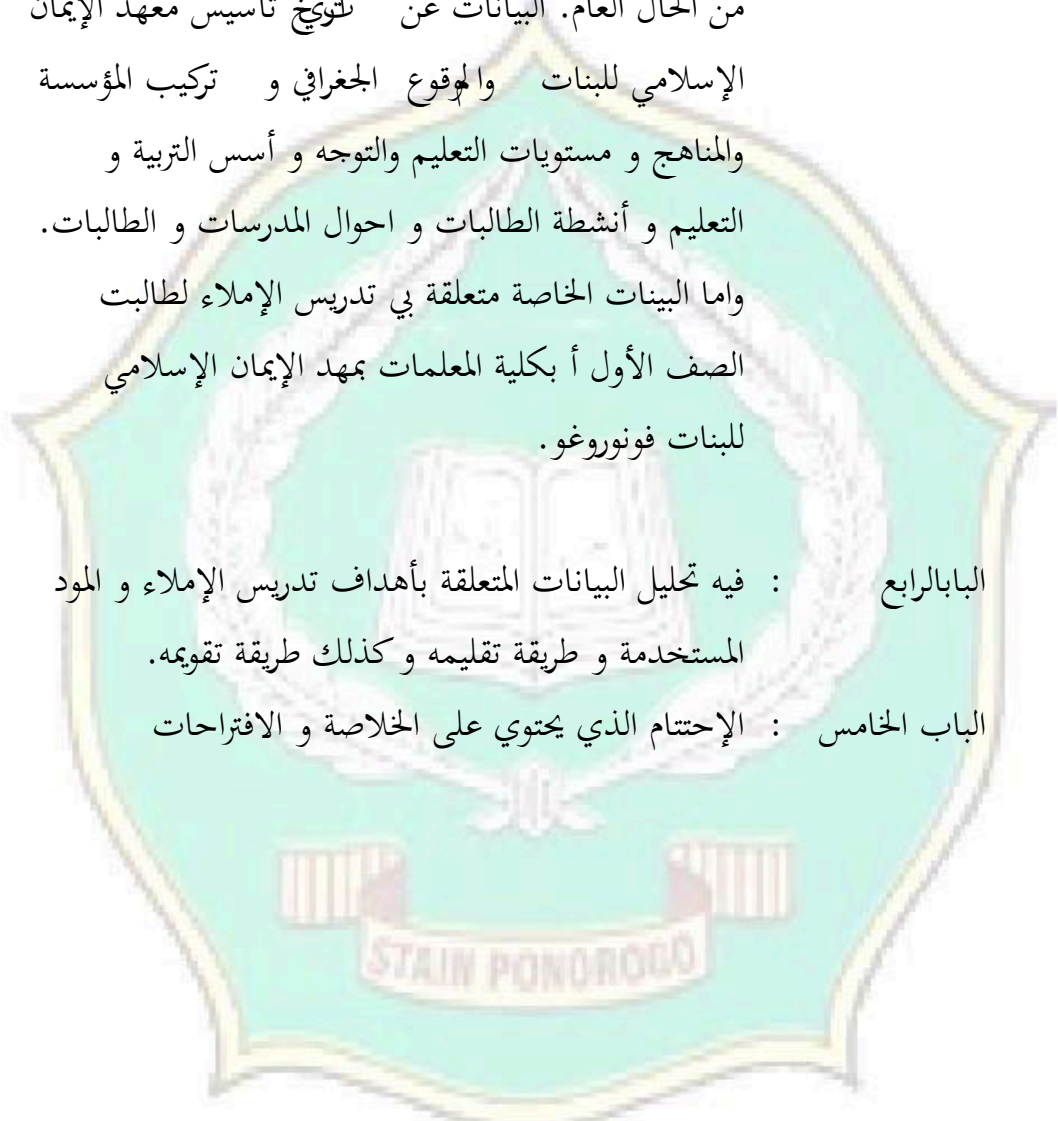 من الحال العام. البيانات عن تاريخ تأسيس معهد الإيمان
الإسلامي للبنات والموقوع الجغرافي و تركيب المؤسسة
والمناهج و مستويات التعليم والتوجه و أسس التربية و
التعليم و أنشطة الطالبات و احوال المدرسات و الطالبات.
واما البينات الخاصة متعلقة بي تدريس الإملاء لطالبت
الصف الأول أ بكلية المعلمات بمهد الإيمان الإسلامي
للبنات فونوروغو.
البابالرابع : فيه تحليل البيانات المتعلقة بأهداف تدريس الإملاء و المود
المستخدمة و طريقة تقليمه و كذلك طريقة تقويمه.
الباب الخامس : الإحتتام الذي يحتوي على الخلاصة و الافتراحات
STAIN PONOROGO